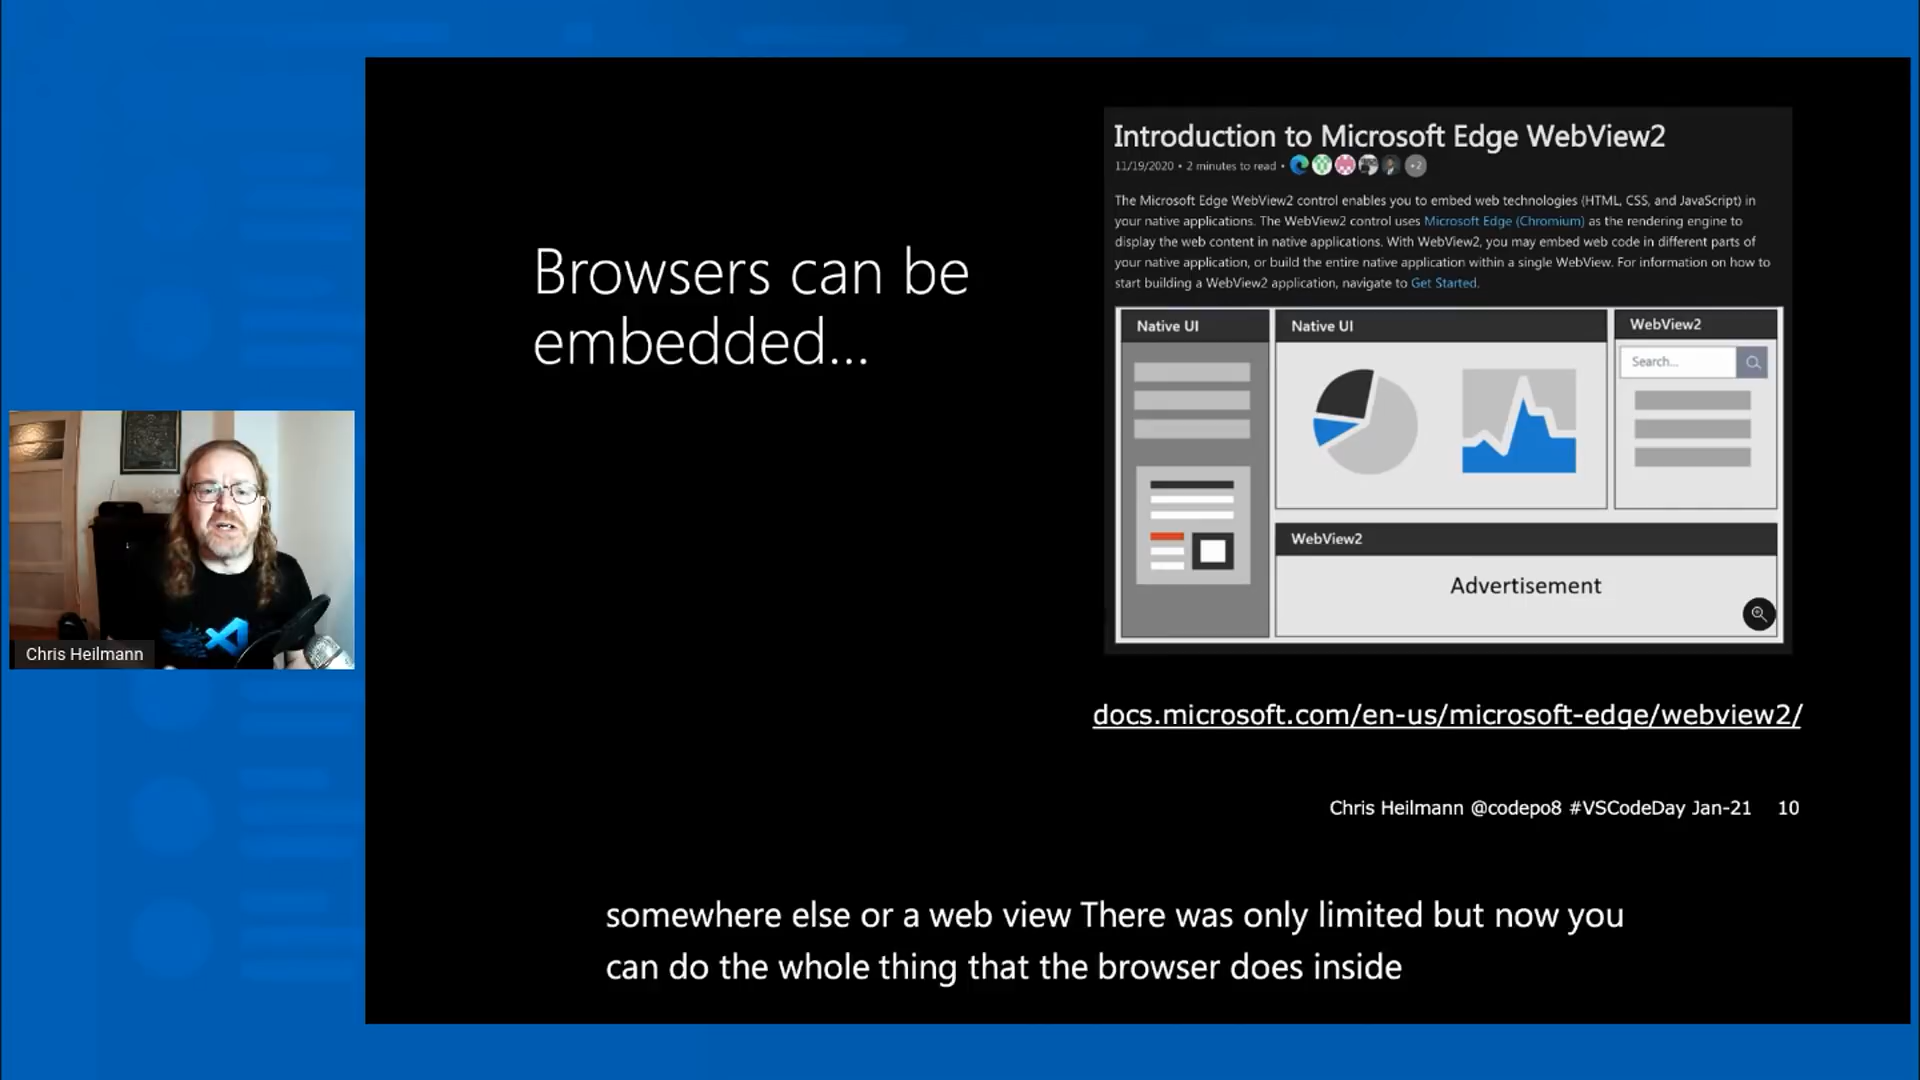 Browsers can be
embedded...
Introduction to Microsoft Edge WebView2
11/19/2020 • 2 minutes to read •
+2
The Microsoft Edge WebView2 control enables you to embed web technologies (HTML, CSS, and JavaScript) in
your native applications. The WebView2 control uses Microsoft Edge (Chromium) as the rendering engine to
display the web content in native applications. With WebView2, you may embed web code in different parts of
your native application, or build the entire native application within a single WebView. For information on how to
start building a WebView2 application, navigate to Get Started.
Native UI
Native UI
WebView2
Search...
WebView2
Advertisement
Chris Heilmann
docs.microsoft.com/en-us/microsoft-edge/webview2/
Chris Heilmann @codepo8 #VSCodeDay Jan-21 10
somewhere else or a web view There was only limited but now you
can do the whole thing that the browser does inside